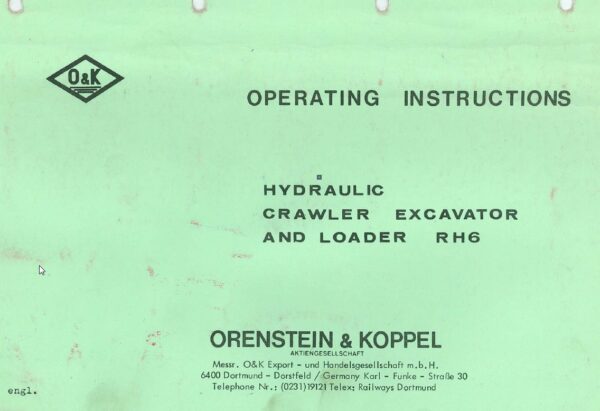 O&K
OPERATING INSTRUCTIONS
HYDRAULIC
CRAWLER EXCAVATOR
AND LOADER RH6
ORENSTEIN & KOPPEL
AKTIENGESELLSCHAFT
Messr. O&K Export - und Handelsgesellschaft m.b.H.
6400 Dortmund - Dorstfeld / Germany Karl - Funke - Straße 30
Telephone Nr.: (0231)19121 Telex: Railways Dortmund
engl.